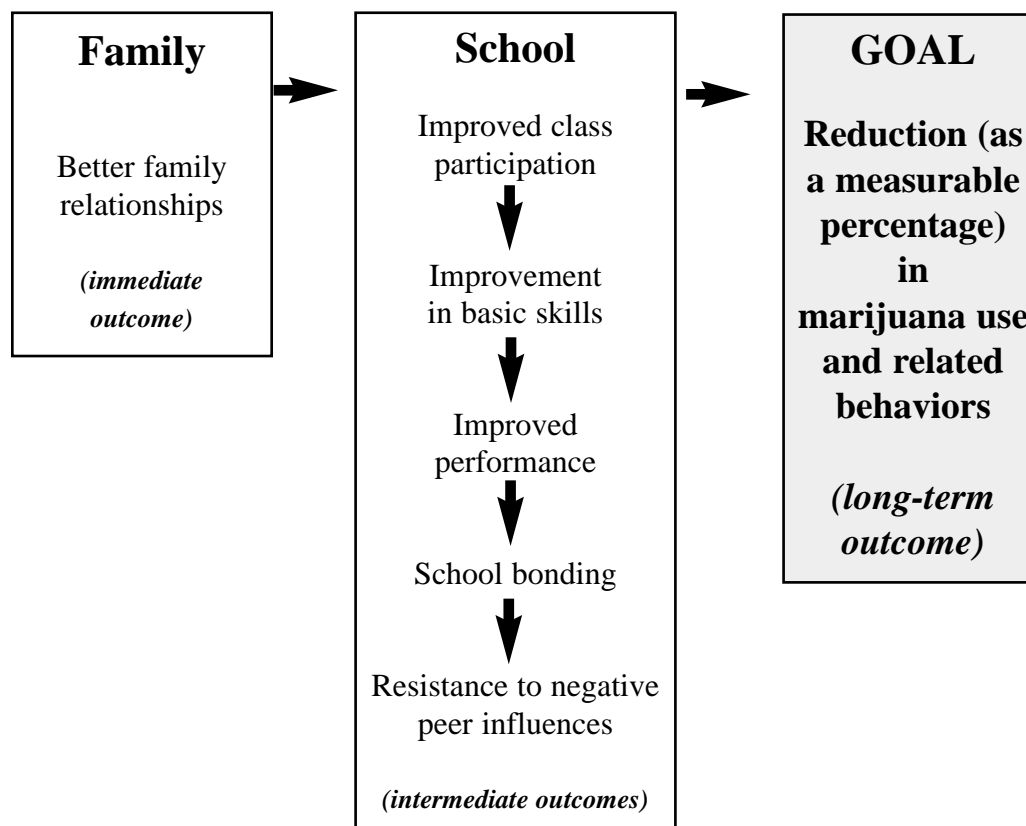 Family
Better family
relationships
(immediate
outcome)
School
Improved class
participation
Improvement
in basic skills
Improved
performance
School bonding
Resistance to negative
peer influences
(intermediate outcomes)
GOAL
Reduction (as
a measurable
percentage)
in
marijuana use
and related
behaviors
(long-term
outcome)